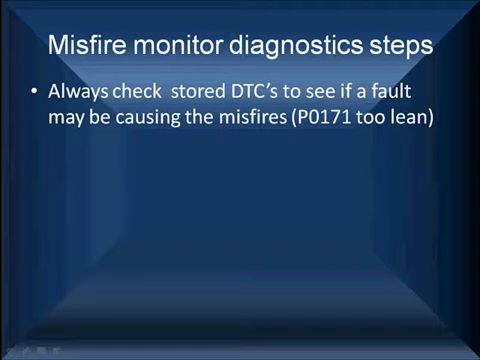 Misfire monitor diagnostics steps
• Always check stored DTC's to see if a fault
may be causing the misfires (P0171 too lean)